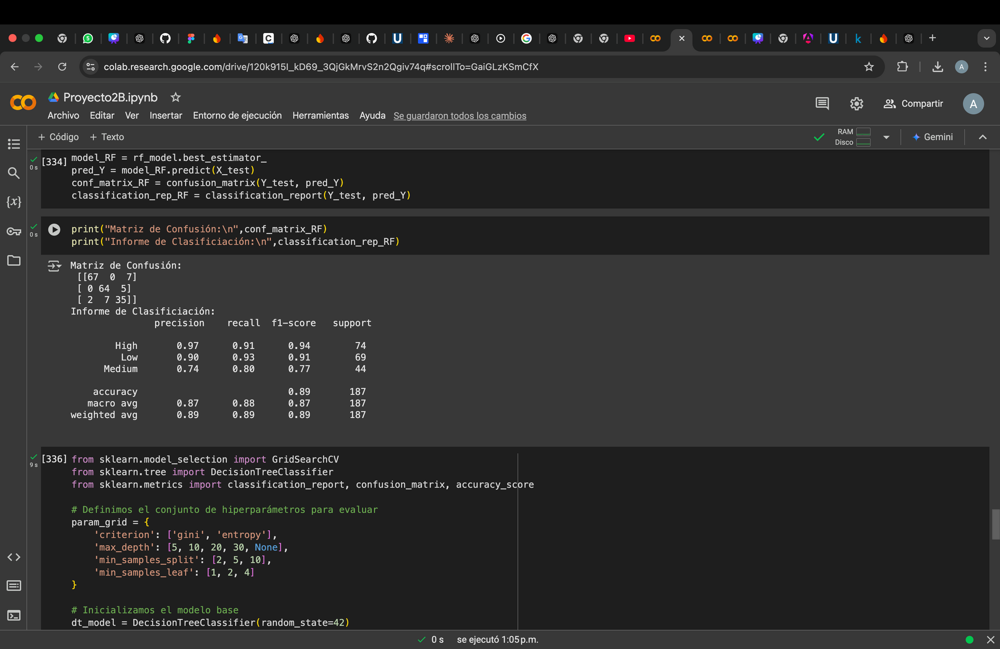 colab.research.google.com/drive/120k915I_kD69_3QjGkMrvS2n2Qgiv74q#scrollTo=GaiGLzKSmCfX
A
Proyecto2B.ipynb
Archivo Editar Ver Insertar Entorno de ejecución Herramientas Ayuda Se guardaron todos los cambios
Compartir
A
+ Código + Texto
RAM
Disco
Gemini
[334] model_RF = rf_model.best_estimator_
0 s
pred_Y = model_RF.predict(X_test)
conf_matrix_RF = confusion_matrix(Y_test, pred_Y)
classification_rep_RF = classification_report(Y_test, pred_Y)
0 s
print("Matriz de Confusión:\n",conf_matrix_RF)
print("Informe de Clasificiación:\n",classification_rep_RF)
Matriz de Confusión:
[[67  0  7]
[ 0 64  5]
[ 2  7 35]]
Informe de Clasificiación:
precision recall f1-score support
High 0.97 0.91 0.94 74
Low 0.90 0.93 0.91 69
Medium 0.74 0.80 0.77 44
accuracy 0.89 187
macro avg 0.87 0.88 0.87 187
weighted avg 0.89 0.89 0.89 187
[336] from sklearn.model_selection import GridSearchCV
9 s
from sklearn.tree import DecisionTreeClassifier
from sklearn.metrics import classification_report, confusion_matrix, accuracy_score
# Definimos el conjunto de hiperparámetros para evaluar
param_grid = {
'criterion': ['gini', 'entropy'],
'max_depth': [5, 10, 20, 30, None],
'min_samples_split': [2, 5, 10],
'min_samples_leaf': [1, 2, 4]
}
# Inicializamos el modelo base
dt_model = DecisionTreeClassifier(random_state=42)
0 s se ejecutó 1:05 p.m.